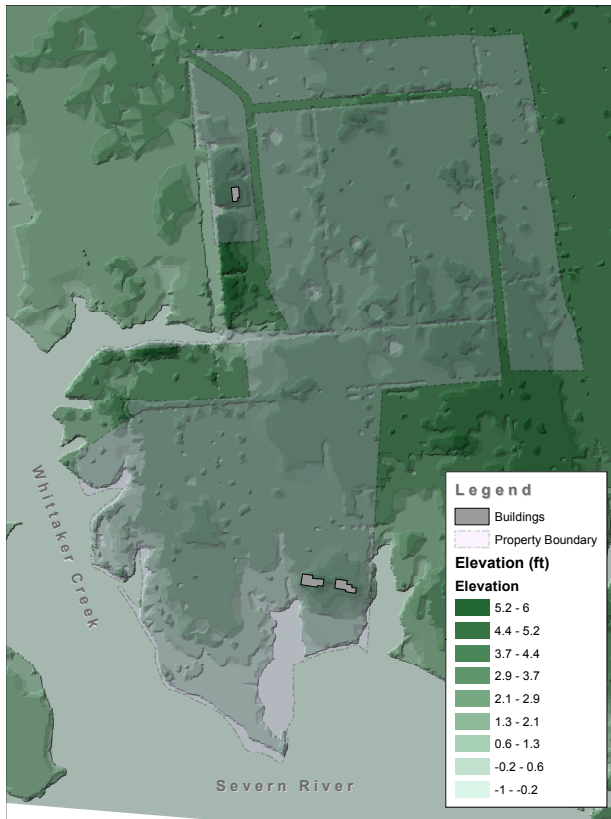 Whittaker Creek
Severn River
Legend
Buildings
Property Boundary
Elevation (ft)
Elevation
5.2 - 6
4.4 - 5.2
3.7 - 4.4
2.9 - 3.7
2.1 - 2.9
1.3 - 2.1
0.6 - 1.3
-0.2 - 0.6
-1 - -0.2